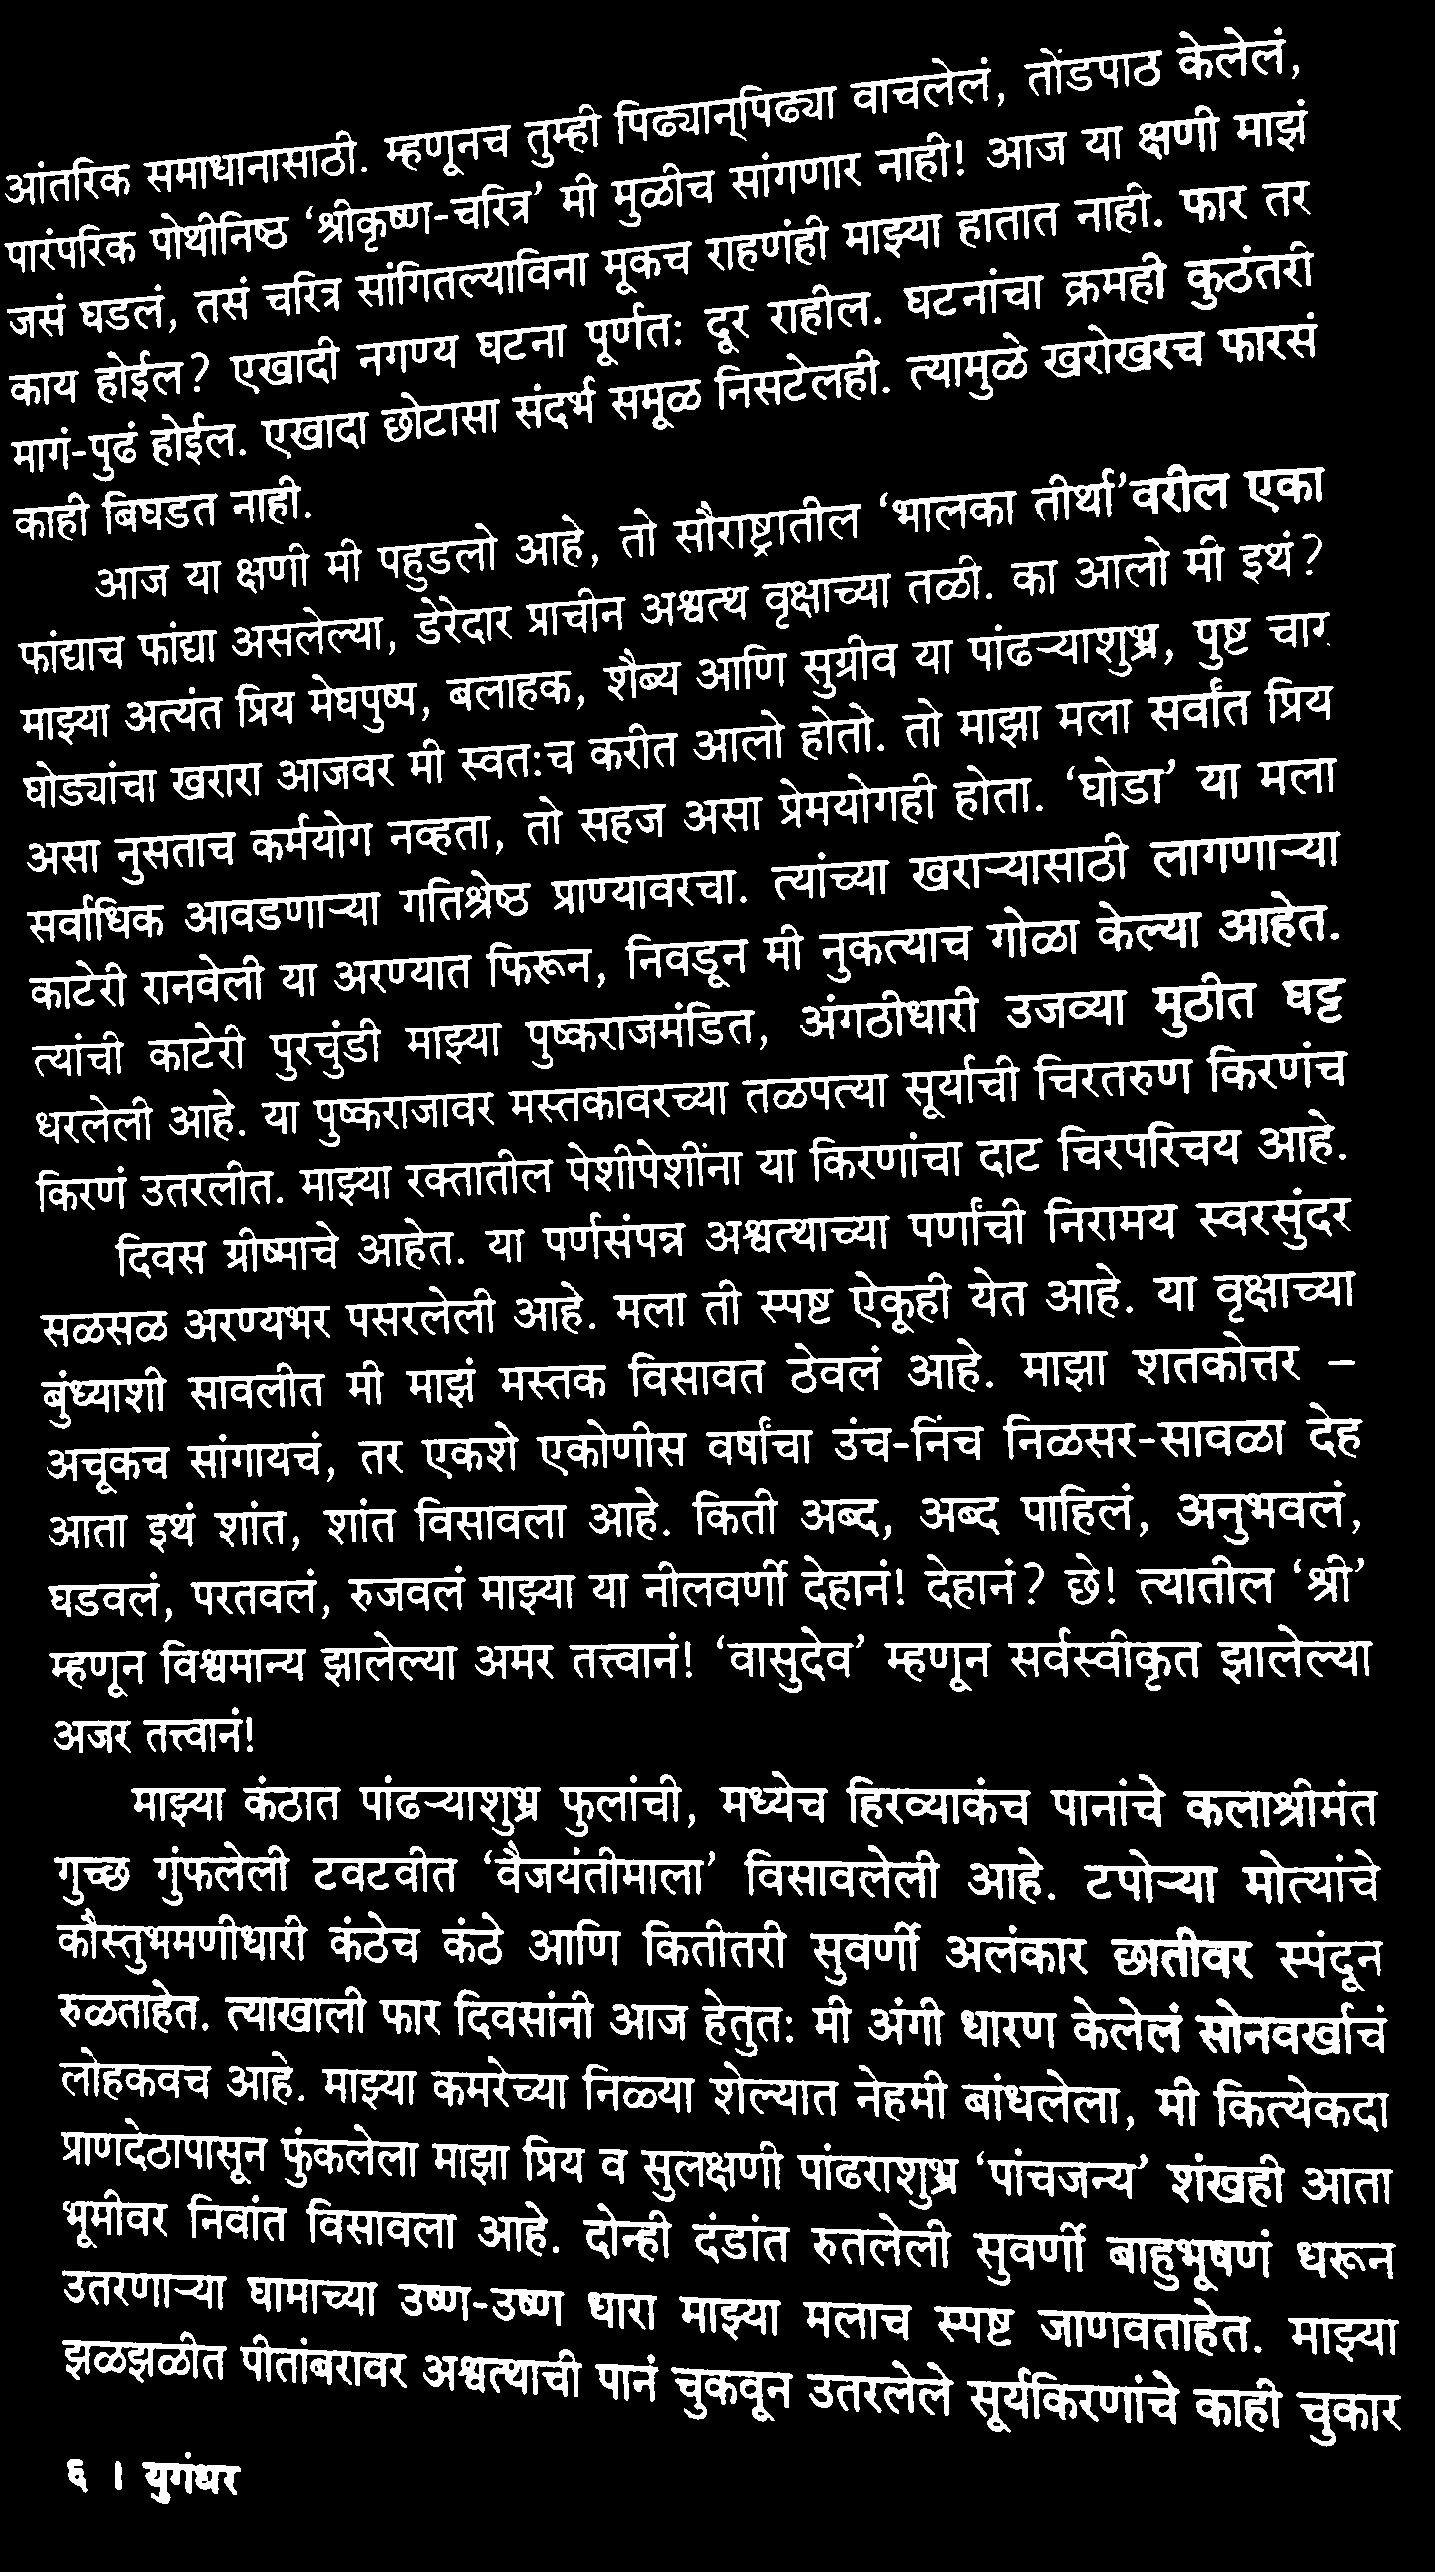 आंतरिक समाधानासाठी. म्हणूनच तुम्ही पिढ्यान्‌पिढ्या वाचलेलं, तोंडपाठ केलेलं,
पारंपरिक पोथीनिष्ठ ‘श्रीकृष्ण-चरित्र’ मी मुळीच सांगणार नाही! आज या क्षणी माझं
जसं घडलं, तसं चरित्र सांगितल्याविना मूकच राहणंही माझ्या हातात नाही. फार तर
काय होईल? एखादी नगण्य घटना पूर्णत: दूर राहील. घटनांचा क्रमही कुठंतरी
मागं-पुढं होईल. एखादा छोटासा संदर्भ समूळ निसटेलही. त्यामुळे खरोखरच फारसं
काही बिघडत नाही.
आज या क्षणी मी पहुडलो आहे, तो सौराष्ट्रातील ‘भालका तीर्था’वरील एका
फांद्याच फांद्या असलेल्या, डेरेदार प्राचीन अश्वत्थ वृक्षाच्या तळी. का आलो मी इथं?
माझ्या अत्यंत प्रिय मेघपुष्प, बलाहक, शैब्य आणि सुग्रीव या पांढऱ्याशुभ्र, पुष्ट चार
घोड्यांचा खरारा आजवर मी स्वत:च करीत आलो होतो. तो माझा मला सर्वांत प्रिय
असा नुसताच कर्मयोग नव्हता, तो सहज असा प्रेमयोगही होता. ‘घोडा’ या मला
सर्वाधिक आवडणाऱ्या गतिश्रेष्ठ प्राण्यावरचा. त्यांच्या खराऱ्यासाठी लागणाऱ्या
काटेरी रानवेली या अरण्यात फिरून, निवडून मी नुकत्याच गोळा केल्या आहेत.
त्यांची काटेरी पुरचुंडी माझ्या पुष्कराजमंडित, अंगठीधारी उजव्या मुठीत घट्ट
धरलेली आहे. या पुष्कराजावर मस्तकावरच्या तळपत्या सूर्याची चिरतरुण किरणंच
किरणं उतरलीत. माझ्या रक्तातील पेशीपेशींना या किरणांचा दाट चिरपरिचय आहे.
दिवस ग्रीष्माचे आहेत. या पर्णसंपन्न अश्वत्थाच्या पर्णांची निरामय स्वरसुंदर
सळसळ अरण्यभर पसरलेली आहे. मला ती स्पष्ट ऐकूही येत आहे. या वृक्षाच्या
बुंध्याशी सावलीत मी माझं मस्तक विसावत ठेवलं आहे. माझा शतकोत्तर –
अचूकच सांगायचं, तर एकशे एकोणीस वर्षांचा उंच-निंच निळसर-सावळा देह
आता इथं शांत, शांत विसावला आहे. किती अब्द, अब्द पाहिलं, अनुभवलं,
घडवलं, परतवलं, रुजवलं माझ्या या नीलवर्णी देहानं! देहानं? छे! त्यातील ‘श्री’
म्हणून विश्वमान्य झालेल्या अमर तत्त्वानं! ‘वासुदेव’ म्हणून सर्वस्वीकृत झालेल्या
अजर तत्त्वानं!
माझ्या कंठात पांढऱ्याशुभ्र फुलांची, मध्येच हिरव्याकंच पानांचे कलाश्रीमंत
गुच्छ गुंफलेली टवटवीत ‘वैजयंतीमाला’ विसावलेली आहे. टपोऱ्या मोत्यांचे
कौस्तुभमणीधारी कंठेच कंठे आणि कितीतरी सुवर्णी अलंकार छातीवर स्पंदून
रुळताहेत. त्याखाली फार दिवसांनी आज हेतुत: मी अंगी धारण केलेलं सोनवर्खाचं
लोहकवच आहे. माझ्या कमरेच्या निळ्या शेल्यात नेहमी बांधलेला, मी कित्येकदा
प्राणदेठापासून फुंकलेला माझा प्रिय व सुलक्षणी पांढराशुभ्र ‘पांचजन्य’ शंखही आता
भूमीवर निवांत विसावला आहे. दोन्ही दंडांत रुतलेली सुवर्णी बाहुभूषणं धरून
उतरणाऱ्या घामाच्या उष्ण-उष्ण धारा माझ्या मलाच स्पष्ट जाणवताहेत. माझ्या
झळझळीत पीतांबरावर अश्वत्थाची पानं चुकवून उतरलेले सूर्यकिरणांचे काही चुकार
६ । युगंधर